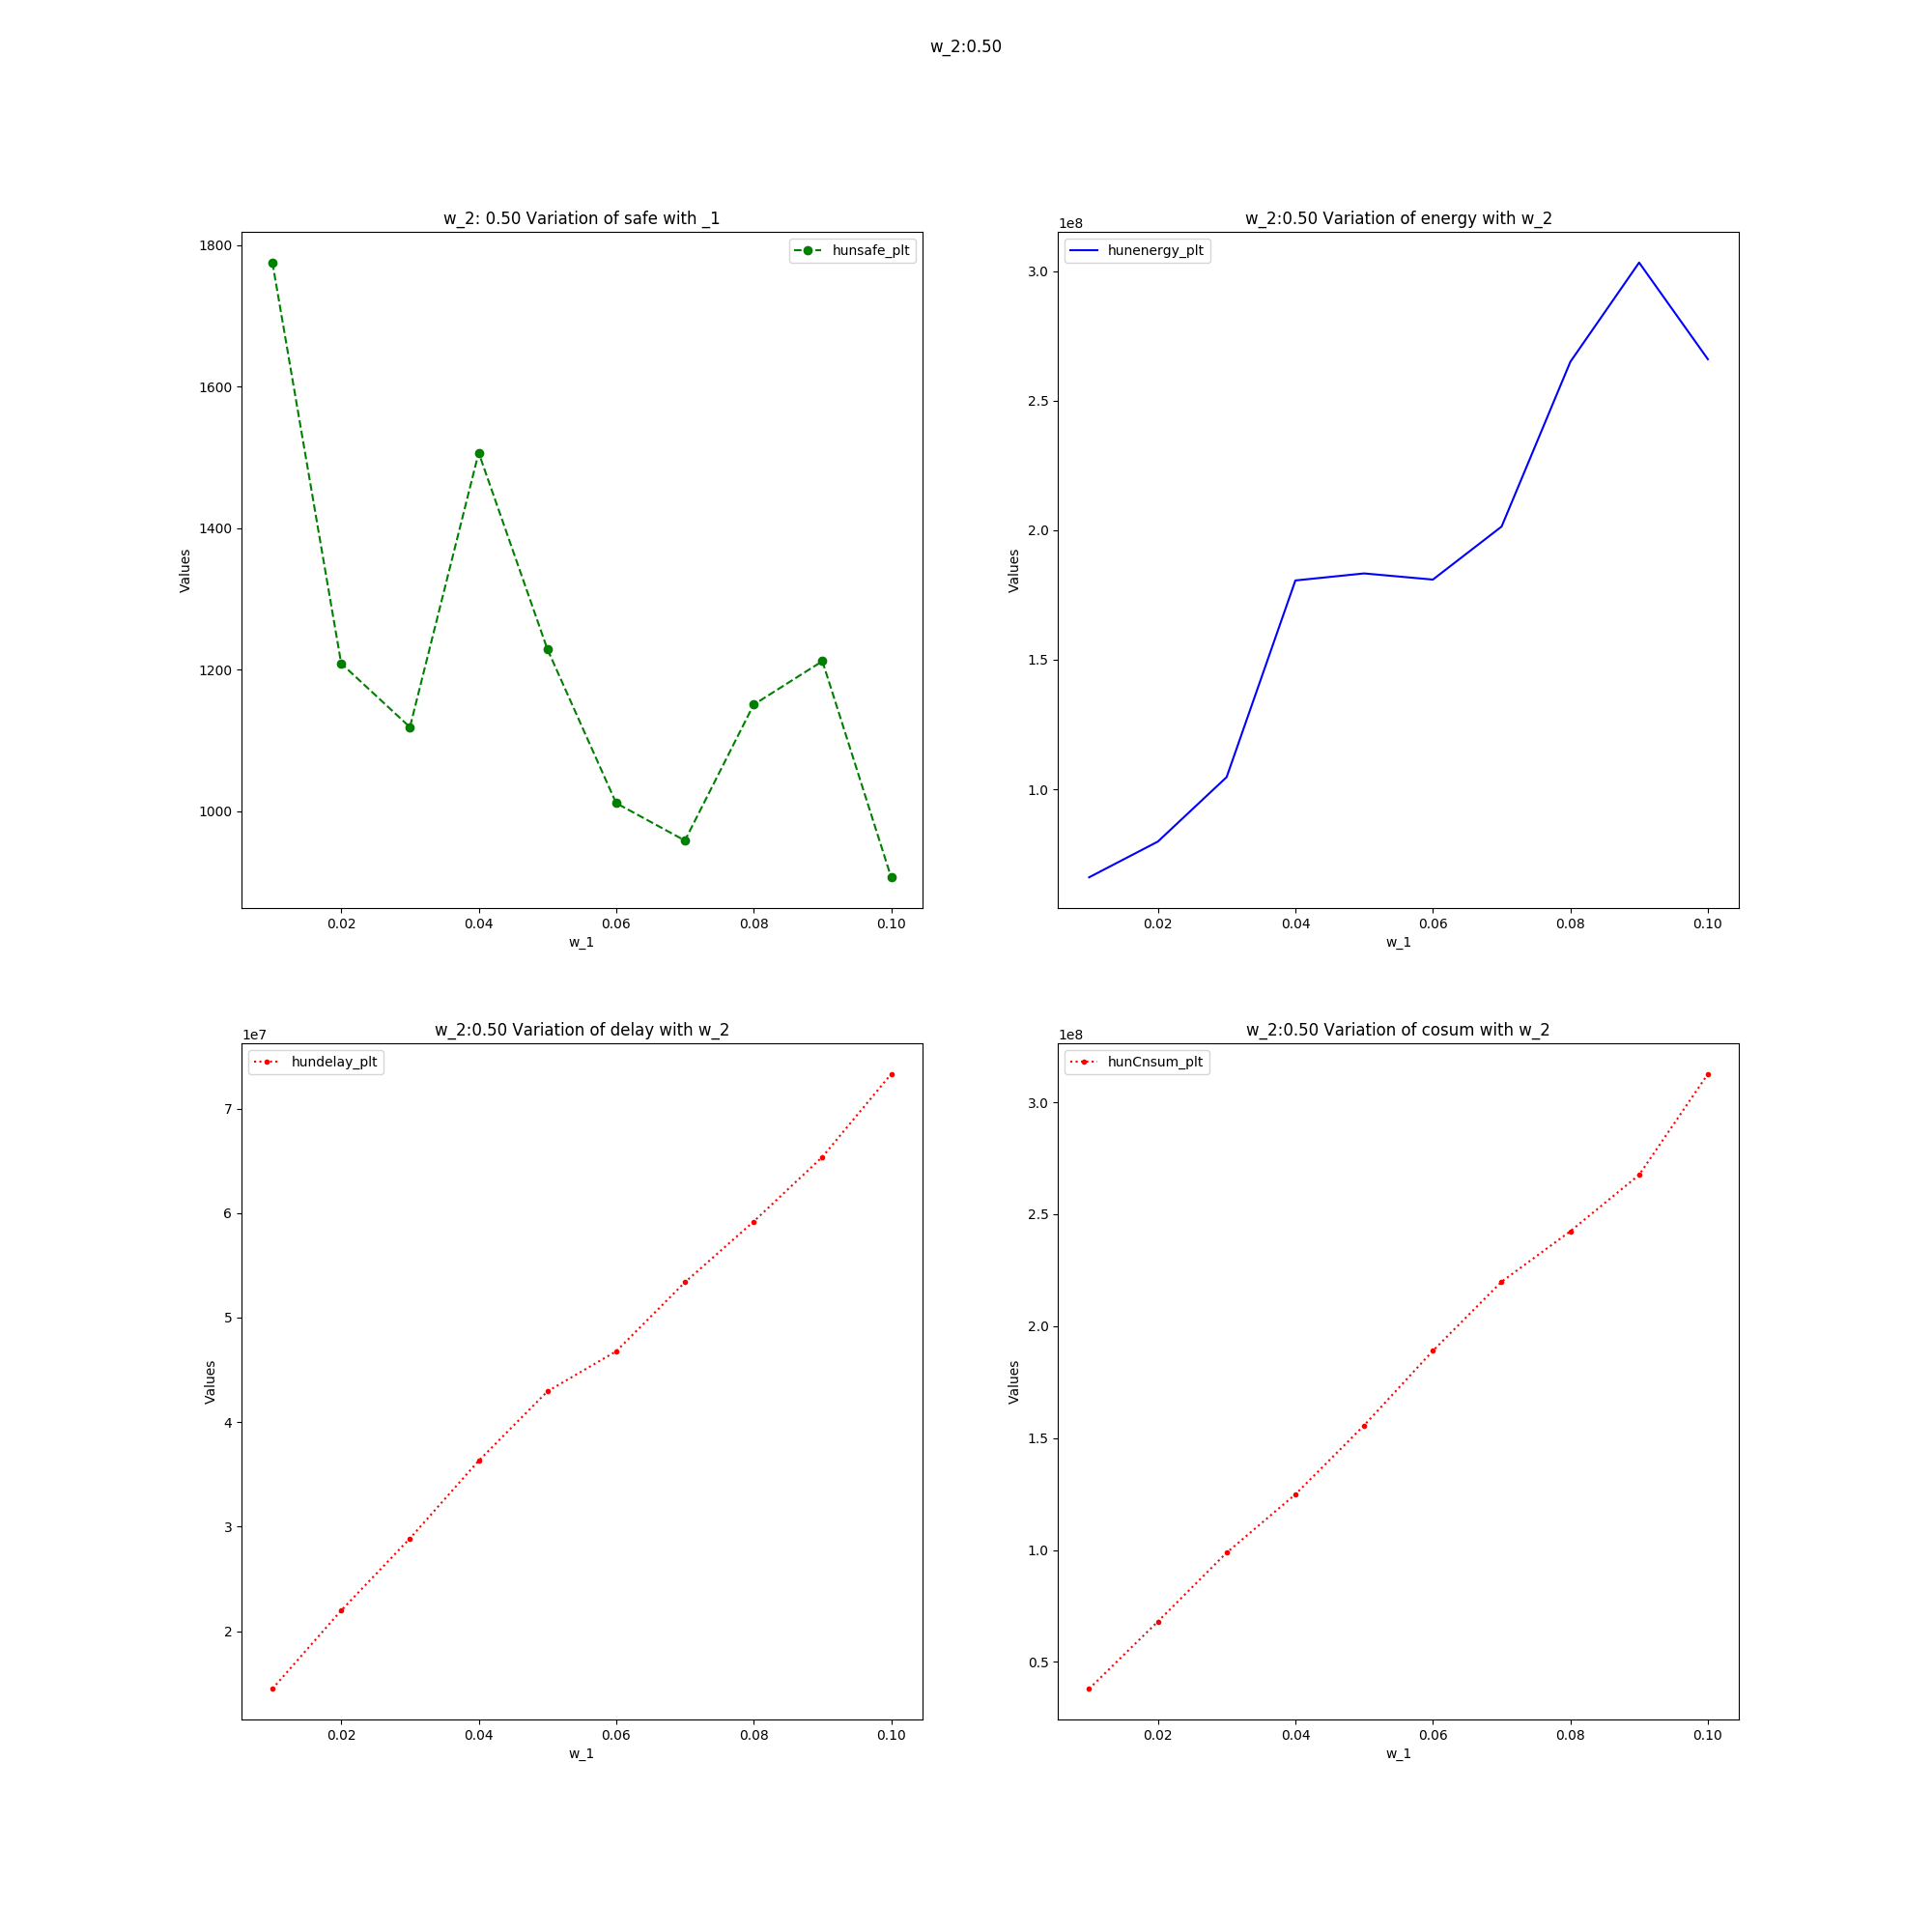 w_2:0.50
w_2: 0.50 Variation of safe with _1
hunsafe_plt
1800
1600
1400
1200
1000
Values
0.02 0.04 0.06 0.08 0.10
w_1
w_2:0.50 Variation of energy with w_2
1e8
hunenergy_plt
3.0
2.5
2.0
1.5
1.0
Values
0.02 0.04 0.06 0.08 0.10
w_1
w_2:0.50 Variation of delay with w_2
1e7
hundelay_plt
7
6
5
4
3
2
Values
0.02 0.04 0.06 0.08 0.10
w_1
w_2:0.50 Variation of cosum with w_2
1e8
hunCnsum_plt
3.0
2.5
2.0
1.5
1.0
0.5
Values
0.02 0.04 0.06 0.08 0.10
w_1